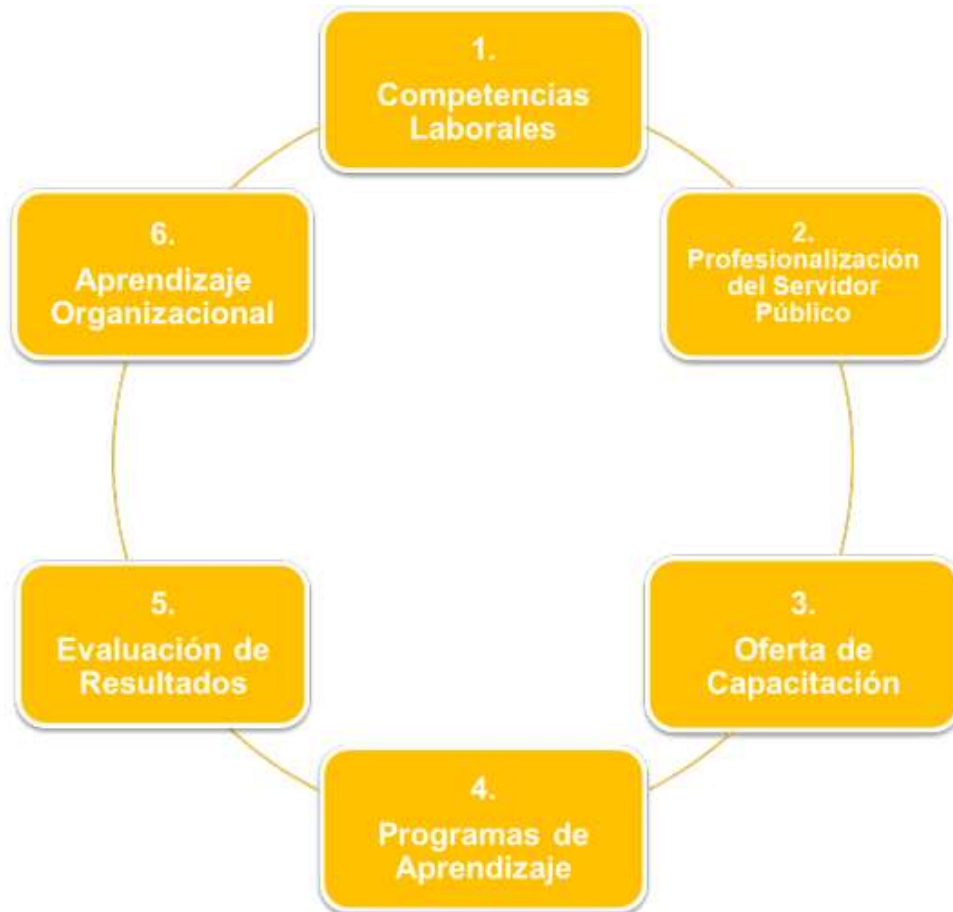 1.
Competencias
Laborales
2.
Profesionalización
del Servidor
Público
3.
Oferta de
Capacitación
4.
Programas de
Aprendizaje
5.
Evaluación de
Resultados
6.
Aprendizaje
Organizacional